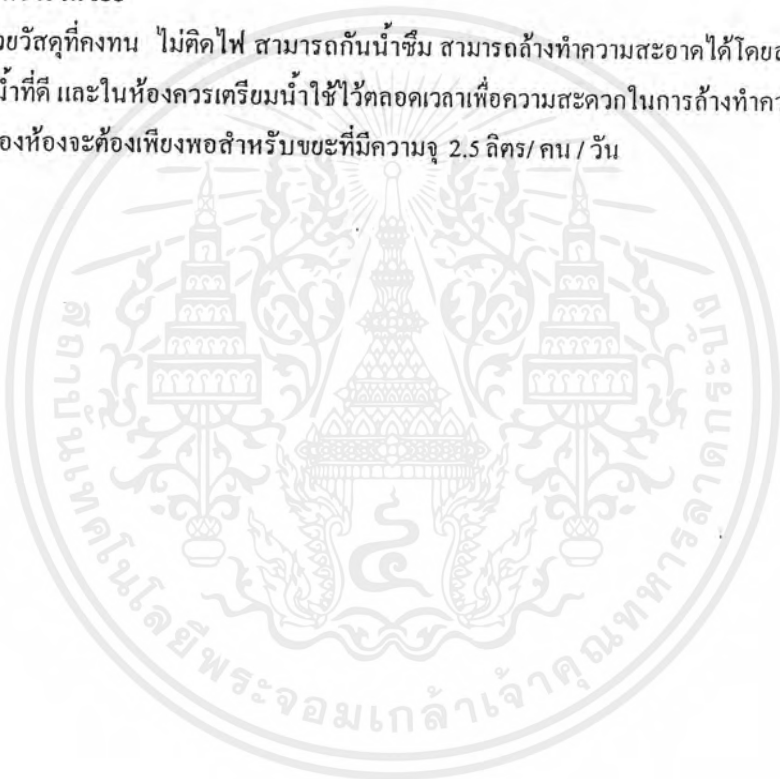 วยวัสดุที่คงทน ไม่ติดไฟ สามารถกันน้ำซึม สามารถล้างทำความสะอาดได้โดยส
น้ำที่ดี และในห้องควรเตรียมน้ำใช้ไว้ตลอดเวลาเพื่อความสะดวกในการล้างทำควา
องห้องจะต้องเพียงพอสำหรับขยะที่มีความจุ 2.5 ลิตร/ คน / วัน
สถาบันเทคโนโลยีพระจอมเกล้าเจ้าคุณทหารลาดกระบัง